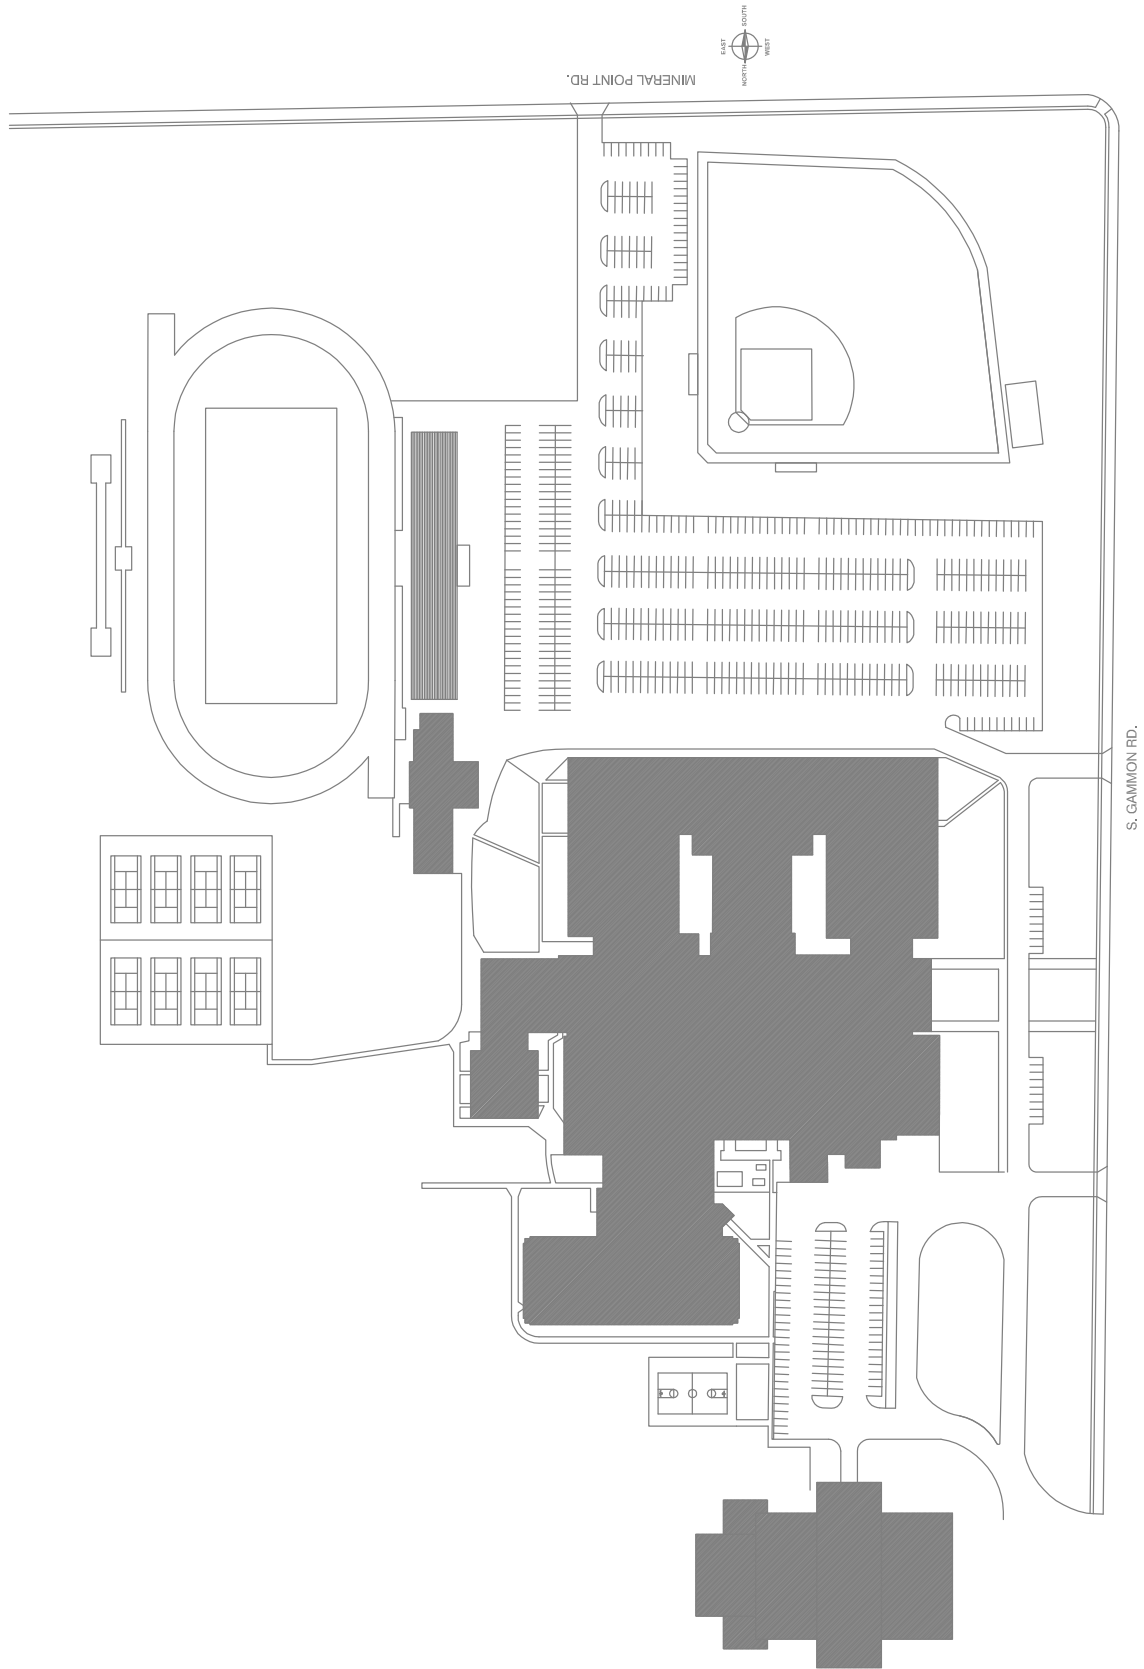 SOUTH
EAST
WEST
NORTH
MINERAL POINT RD.
S. GAMMON RD.